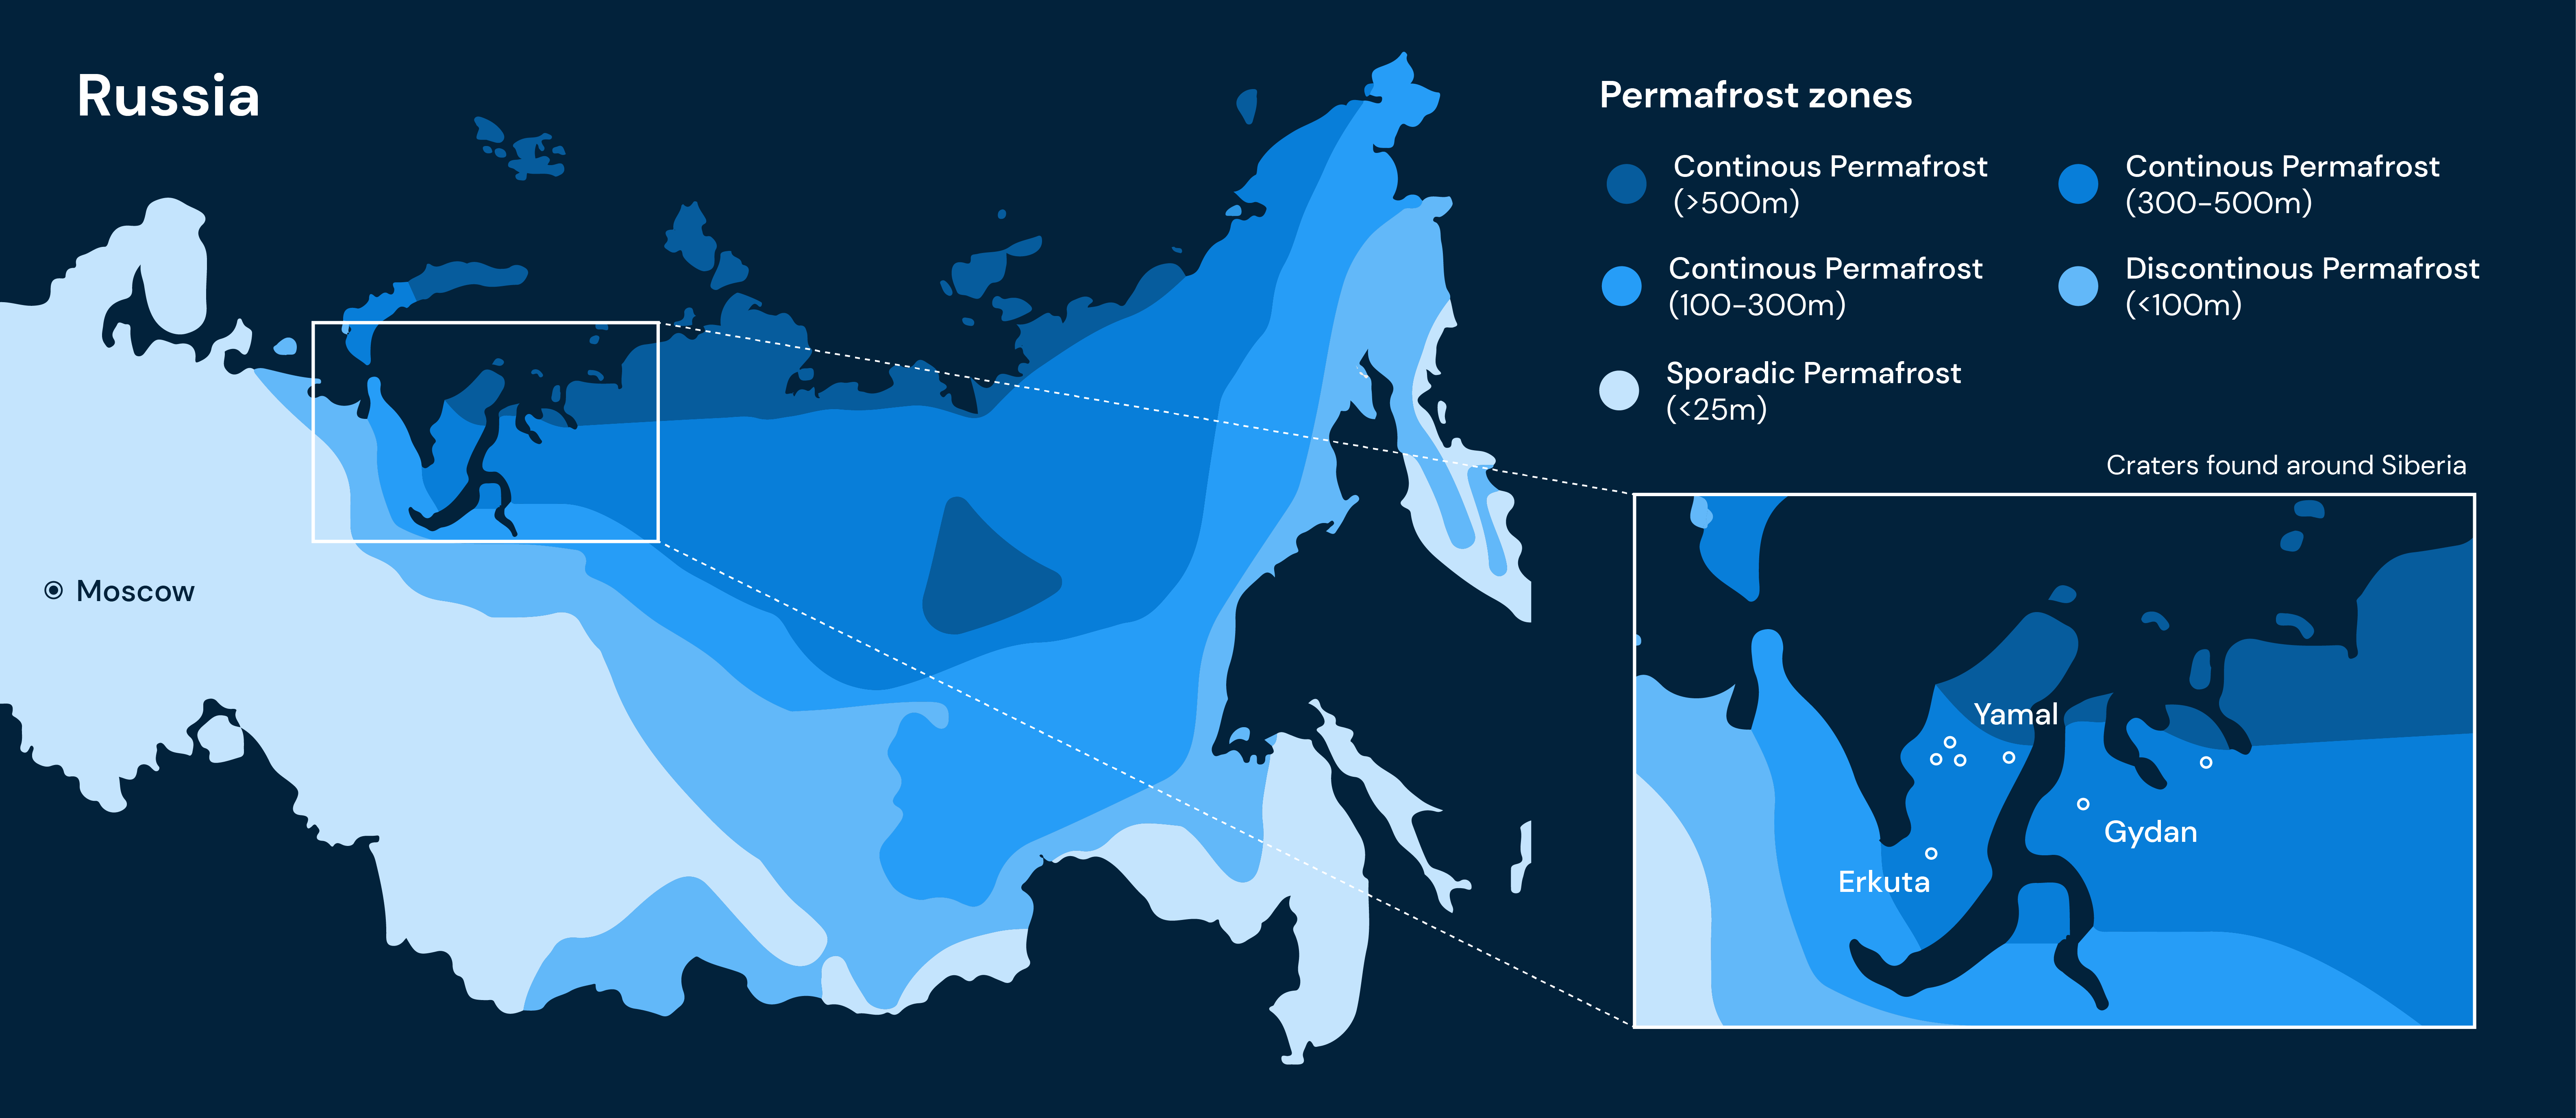 Russia
Permafrost zones
Continous Permafrost
(>500m)
Continous Permafrost
(300-500m)
Continous Permafrost
(100-300m)
Discontinous Permafrost
(<100m)
Sporadic Permafrost
(<25m)
Craters found around Siberia
Moscow
Yamal
Gydan
Erkuta